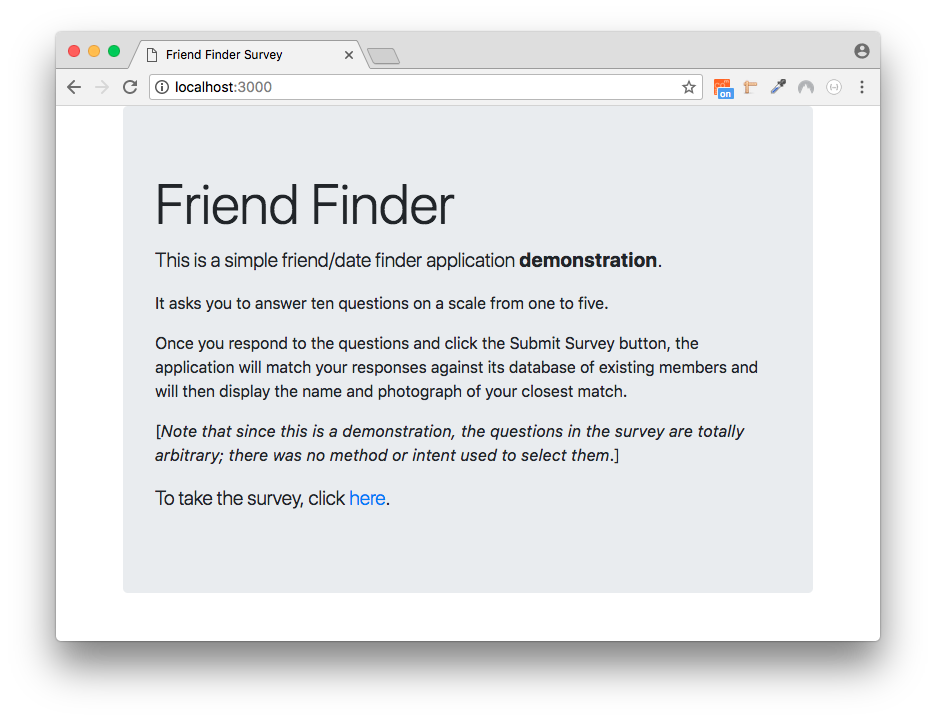 Friend Finder Survey
localhost:3000
on
Friend Finder
This is a simple friend/date finder application demonstration.
It asks you to answer ten questions on a scale from one to five.
Once you respond to the questions and click the Submit Survey button, the
application will match your responses against its database of existing members and
will then display the name and photograph of your closest match.
[Note that since this is a demonstration, the questions in the survey are totally
arbitrary; there was no method or intent used to select them.]
To take the survey, click here.